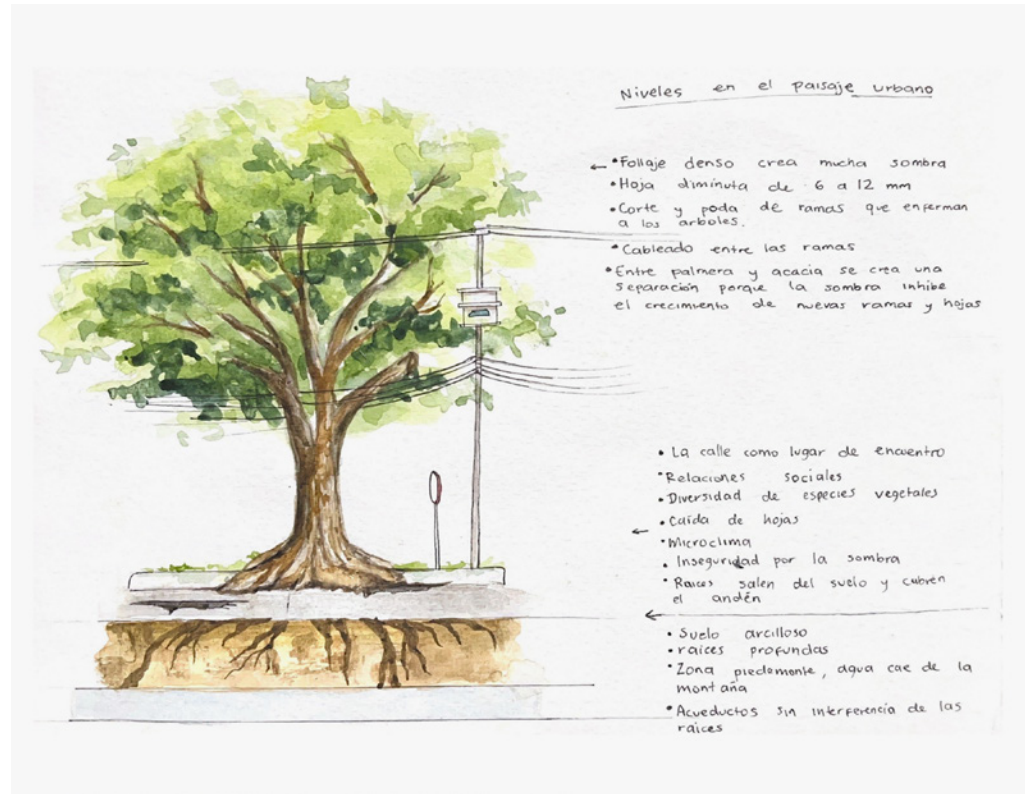 Niveles en el paisaje urbano
•Follaje denso crea mucha sombra
•Hoja diminuta de 6 a 12 mm
•Corte y poda de ramas que enferman
a los arboles.
•Cableado entre las ramas
•Entre palmera y acacia se crea una
separación porque la sombra inhibe
el crecimiento de nuevas ramas y hojas
• La calle como lugar de encuentro
•Relaciones sociales
•Diversidad de especies vegetales
•Caída de hojas
•Microclima
• Inseguridad por la sombra
• Raices salen del suelo y cubren
el andén
• Suelo arcilloso
•raices profundas
•Zona piedemonte, agua cae de la
montaña
•Acueductos sin interferencia de las
raices